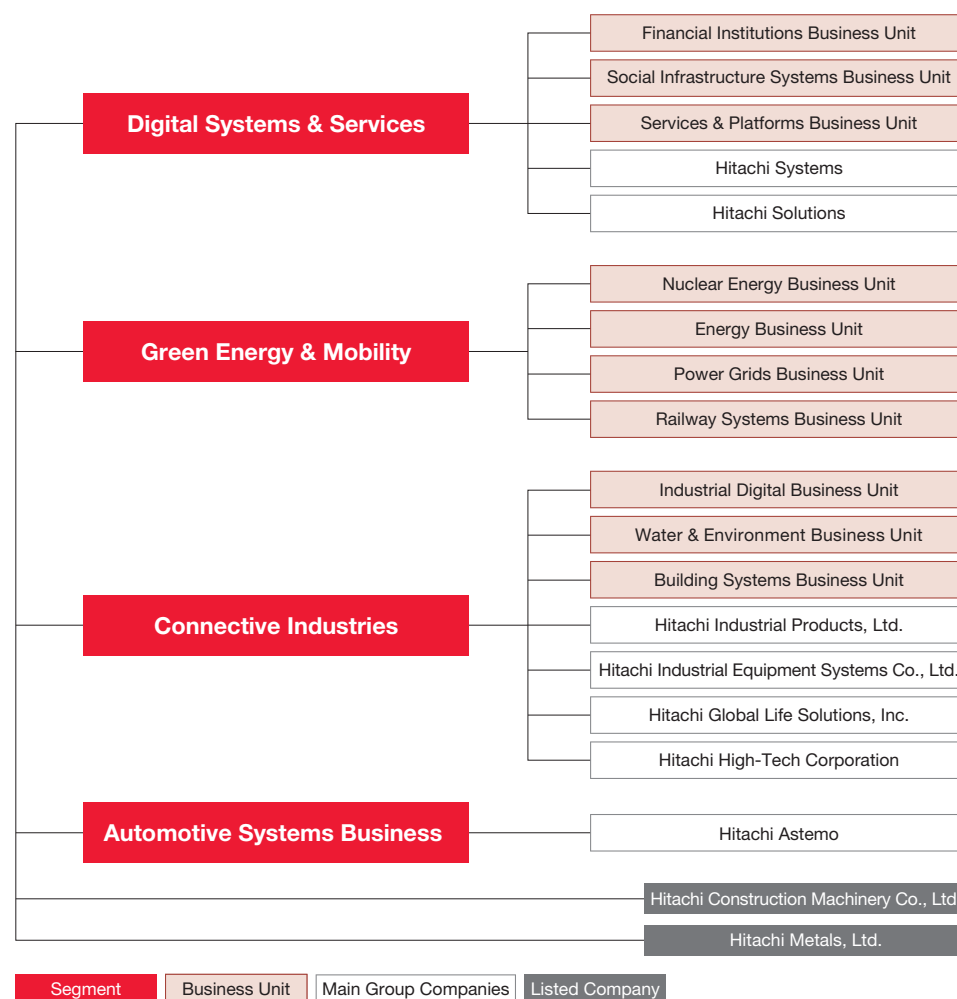 Financial Institutions Business Unit
Social Infrastructure Systems Business Unit
Digital Systems & Services
Services & Platforms Business Unit
Hitachi Systems
Hitachi Solutions
Nuclear Energy Business Unit
Energy Business Unit
Green Energy & Mobility
Power Grids Business Unit
Railway Systems Business Unit
Industrial Digital Business Unit
Water & Environment Business Unit
Building Systems Business Unit
Connective Industries
Hitachi Industrial Products, Ltd.
Hitachi Industrial Equipment Systems Co., Ltd.
Hitachi Global Life Solutions, Inc.
Hitachi High-Tech Corporation
Automotive Systems Business
Hitachi Astemo
Hitachi Construction Machinery Co., Ltd
Hitachi Metals, Ltd.
Segment
Business Unit
Main Group Companies
Listed Company